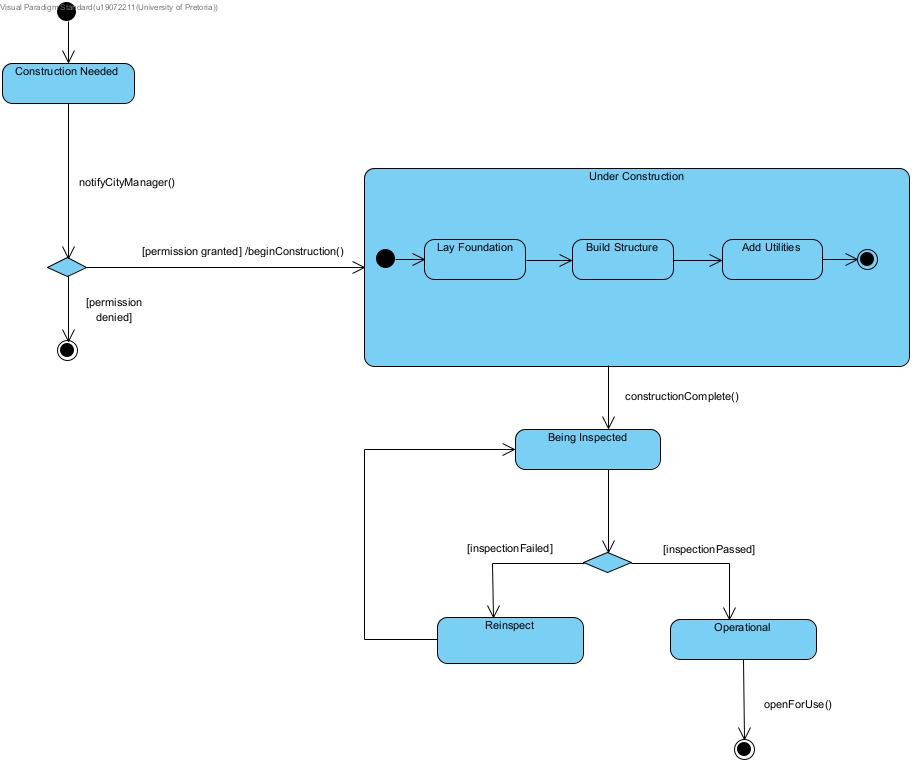 Visual Paradigm Standard(u19072211(University of Pretoria))
Construction Needed
notifyCityManager()
Under Construction
[permission granted] /beginConstruction()
Lay Foundation
Build Structure
Add Utilities
[permission
denied]
constructionComplete()
Being Inspected
[inspectionFailed]
[inspectionPassed]
Reinspect
Operational
openForUse()